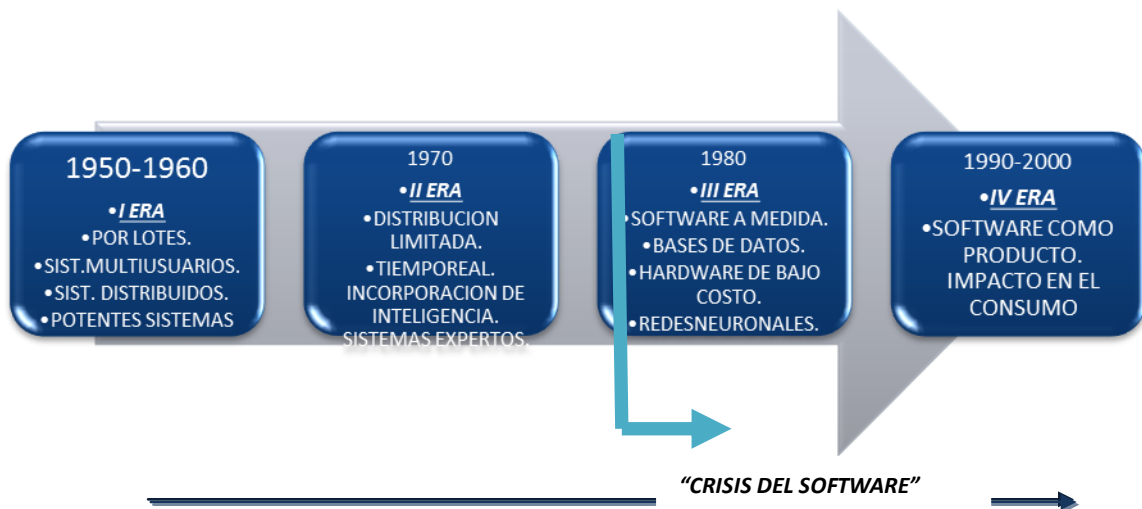 1950-1960
•I ERA
•POR LOTES.
•SIST.MULTIUSUARIOS.
•SIST. DISTRIBUIDOS.
•POTENTES SISTEMAS
1970
•II ERA
•DISTRIBUCION
LIMITADA.
•TIEMPOREAL.
INCORPORACION DE
INTELIGENCIA.
SISTEMAS EXPERTOS.
1980
•III ERA
•SOFTWARE A MEDIDA.
•BASES DE DATOS.
•HARDWARE DE BAJO
COSTO.
•REDESNEURONALES.
1990-2000
•IV ERA
•SOFTWARE COMO
PRODUCTO.
IMPACTO EN EL
CONSUMO
“CRISIS DEL SOFTWARE”